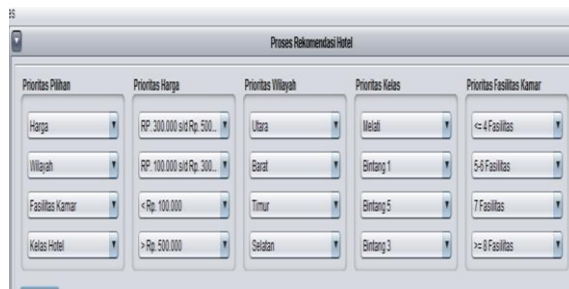 es
Proses Rekomendasi Hotel
Prioritas Pilihan Prioritas Harga Prioritas Wilayah Prioritas Kelas Prioritas Fasilitas Kamar
Harga RP. 300.000 s/d Rp. 500... Utara Melati <= 4 Fasilitas
Wilayah RP. 100.000 s/d Rp. 300... Barat Bintang 1 5-6 Fasilitas
Fasilitas Kamar < Rp. 100.000 Timur Bintang 5 7 Fasilitas
Kelas Hotel > Rp. 500.000 Selatan Bintang 3 >= 8 Fasilitas